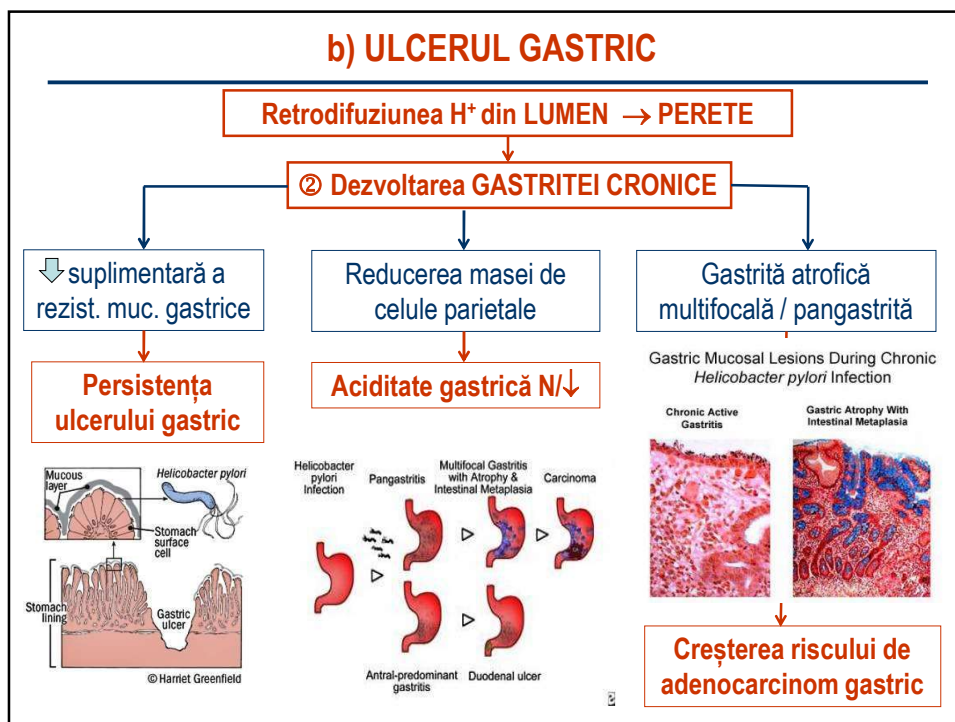 b) ULCERUL GASTRIC
Retrodifuziunea H⁺ din LUMEN → PERETE
② Dezvoltarea GASTRITEI CRONICE
suplimentară a
rezist. muc. gastrice
Reducerea masei de
celule parietale
Gastrită atrofică
multifocală / pangastrită
Persistența
ulcerului gastric
Aciditate gastrică N/↓
Gastric Mucosal Lesions During Chronic
Helicobacter pylori Infection
Chronic Active
Gastritis
Gastric Atrophy With
Intestinal Metaplasia
Mucous
layer
Helicobacter pylori
Stomach
surface
cell
Stomach
lining
Gastric
ulcer
© Harriet Greenfield
Helicobacter
pylori
Infection
Pangastritis
Multifocal Gastritis
with Atrophy &
Intestinal Metaplasia
Carcinoma
Antral-predominant
gastritis
Duodenal ulcer
Creșterea riscului de
adenocarcinom gastric